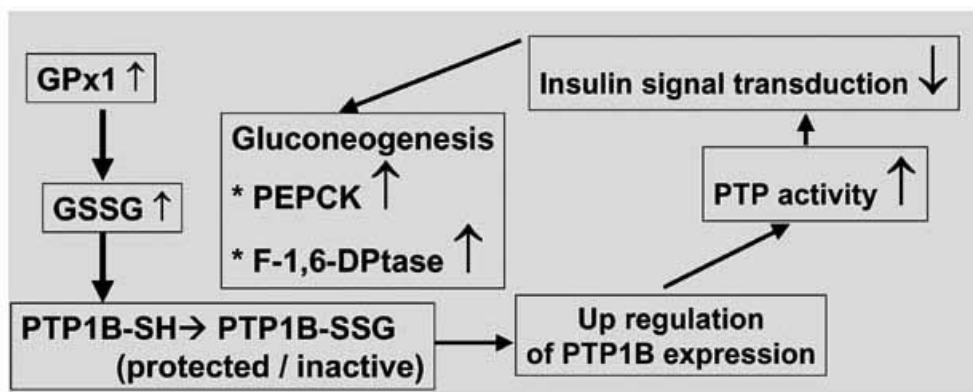 GPx1 ↑
GSSG ↑
PTP1B-SH→ PTP1B-SSG
(protected / inactive)
Up regulation
of PTP1B expression
PTP activity ↑
Insulin signal transduction ↓
Gluconeogenesis
* PEPCK ↑
* F-1,6-DPtase ↑